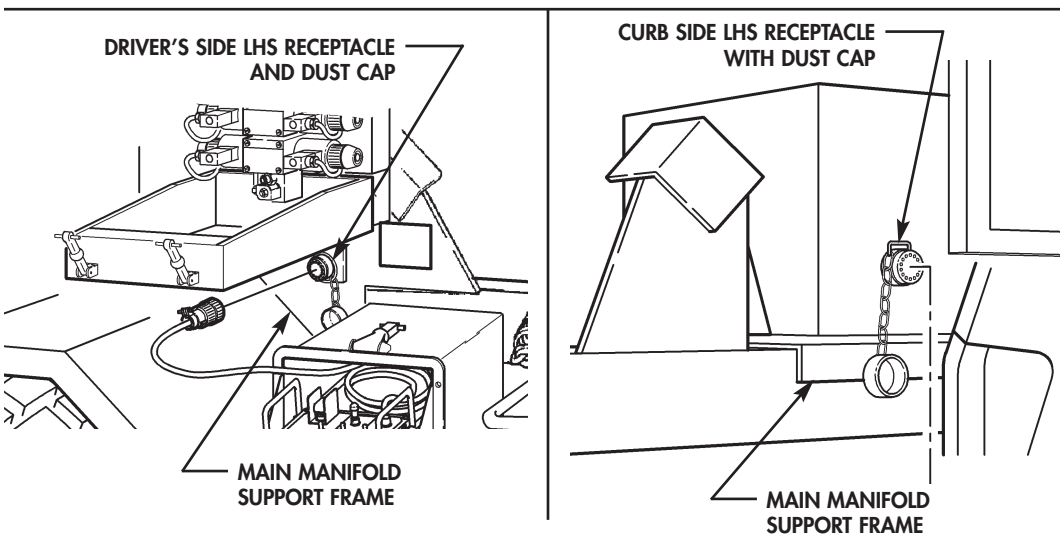 DRIVER'S SIDE LHS RECEPTACLE
AND DUST CAP
MAIN MANIFOLD
SUPPORT FRAME
CURB SIDE LHS RECEPTACLE
WITH DUST CAP
MAIN MANIFOLD
SUPPORT FRAME